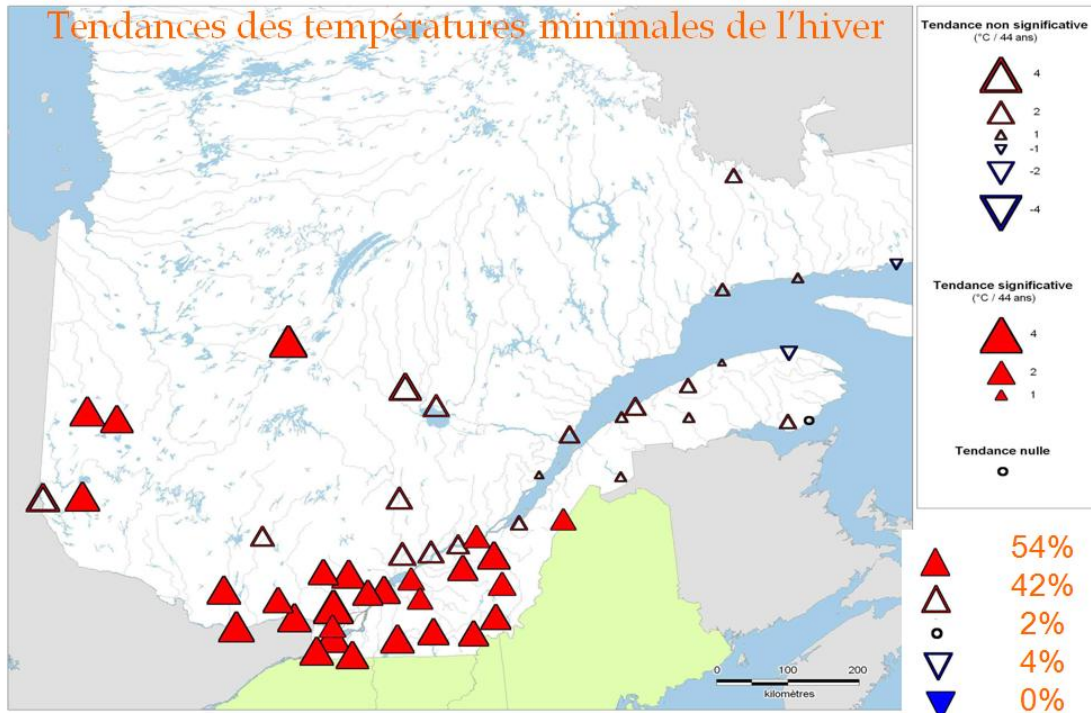 Tendances des températures minimales de l'hiver
Tendance non significative
(°C / 44 ans)
4
2
1
-1
-2
-4
Tendance significative
(°C / 44 ans)
4
2
1
Tendance nulle
54%
42%
2%
4%
0%
0 100 200
kilomètres